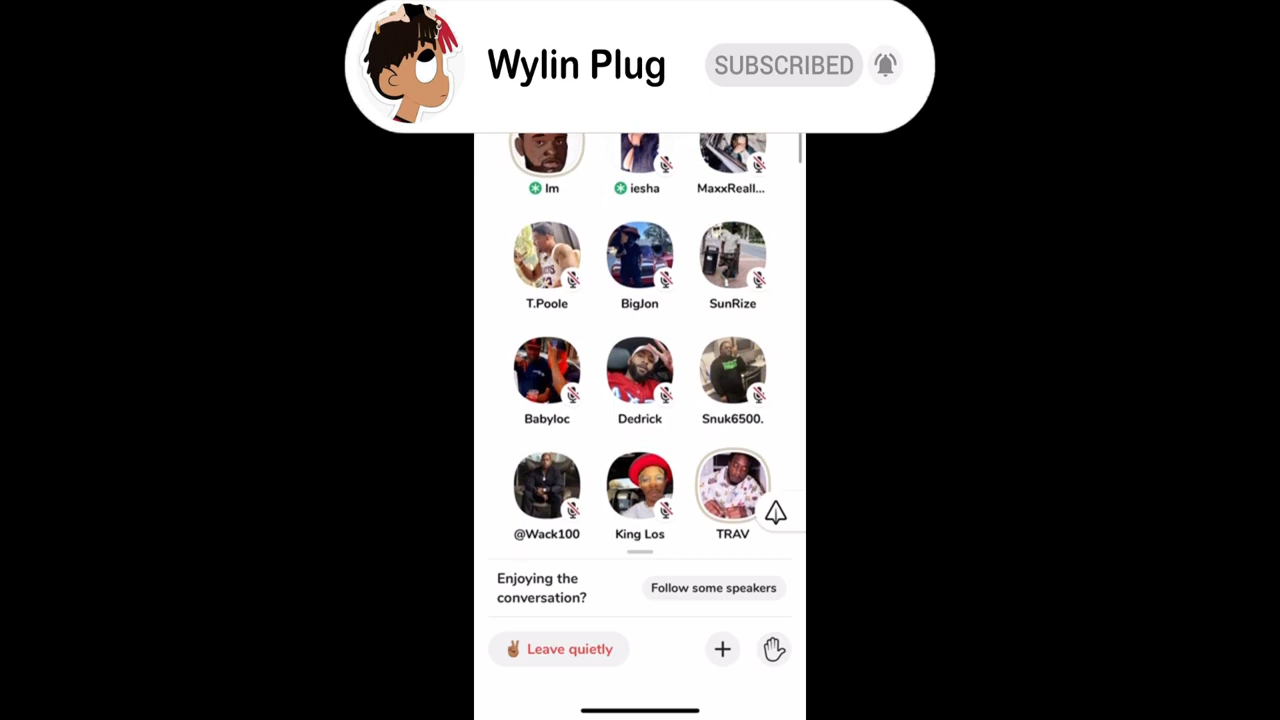 Wylin Plug SUBSCRIBED
Im iesha MaxxReall...
T.Poole BigJon SunRize
Babyloc Dedrick Snuk6500.
@Wack100 King Los TRAV
Enjoying the
conversation?
Follow some speakers
Leave quietly